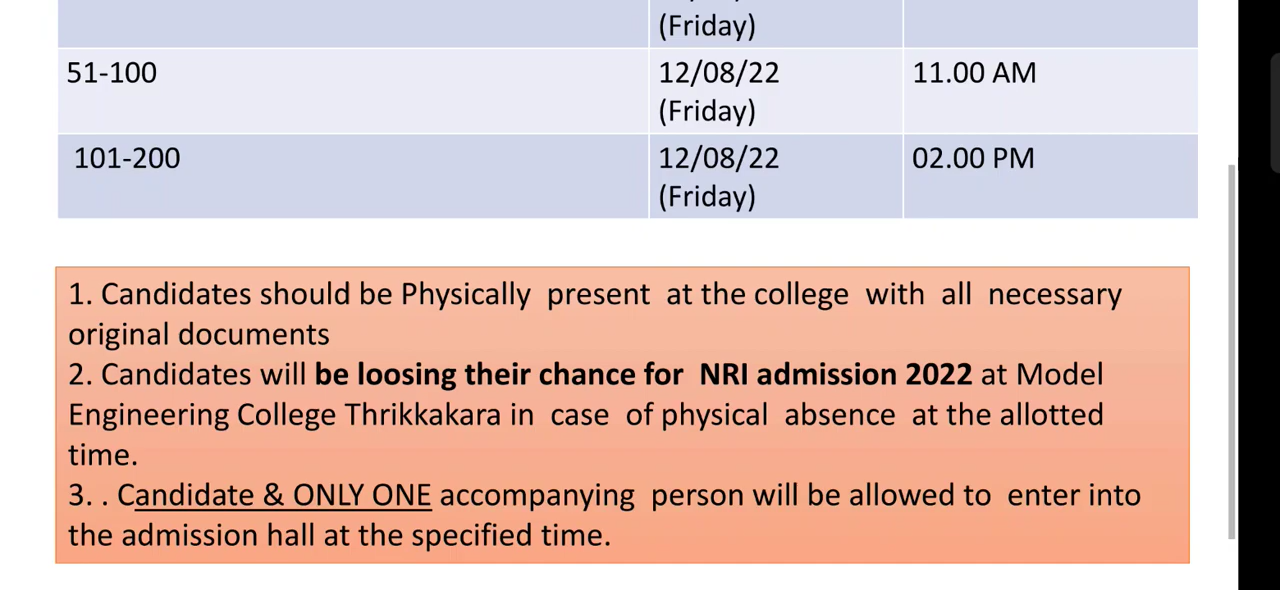 (Friday)
51-100 12/08/22 11.00 AM
(Friday)
101-200 12/08/22 02.00 PM
(Friday)
1. Candidates should be Physically present at the college with all necessary
original documents
2. Candidates will be loosing their chance for NRI admission 2022 at Model
Engineering College Thrikkakara in case of physical absence at the allotted
time.
3. . Candidate & ONLY ONE accompanying person will be allowed to enter into
the admission hall at the specified time.